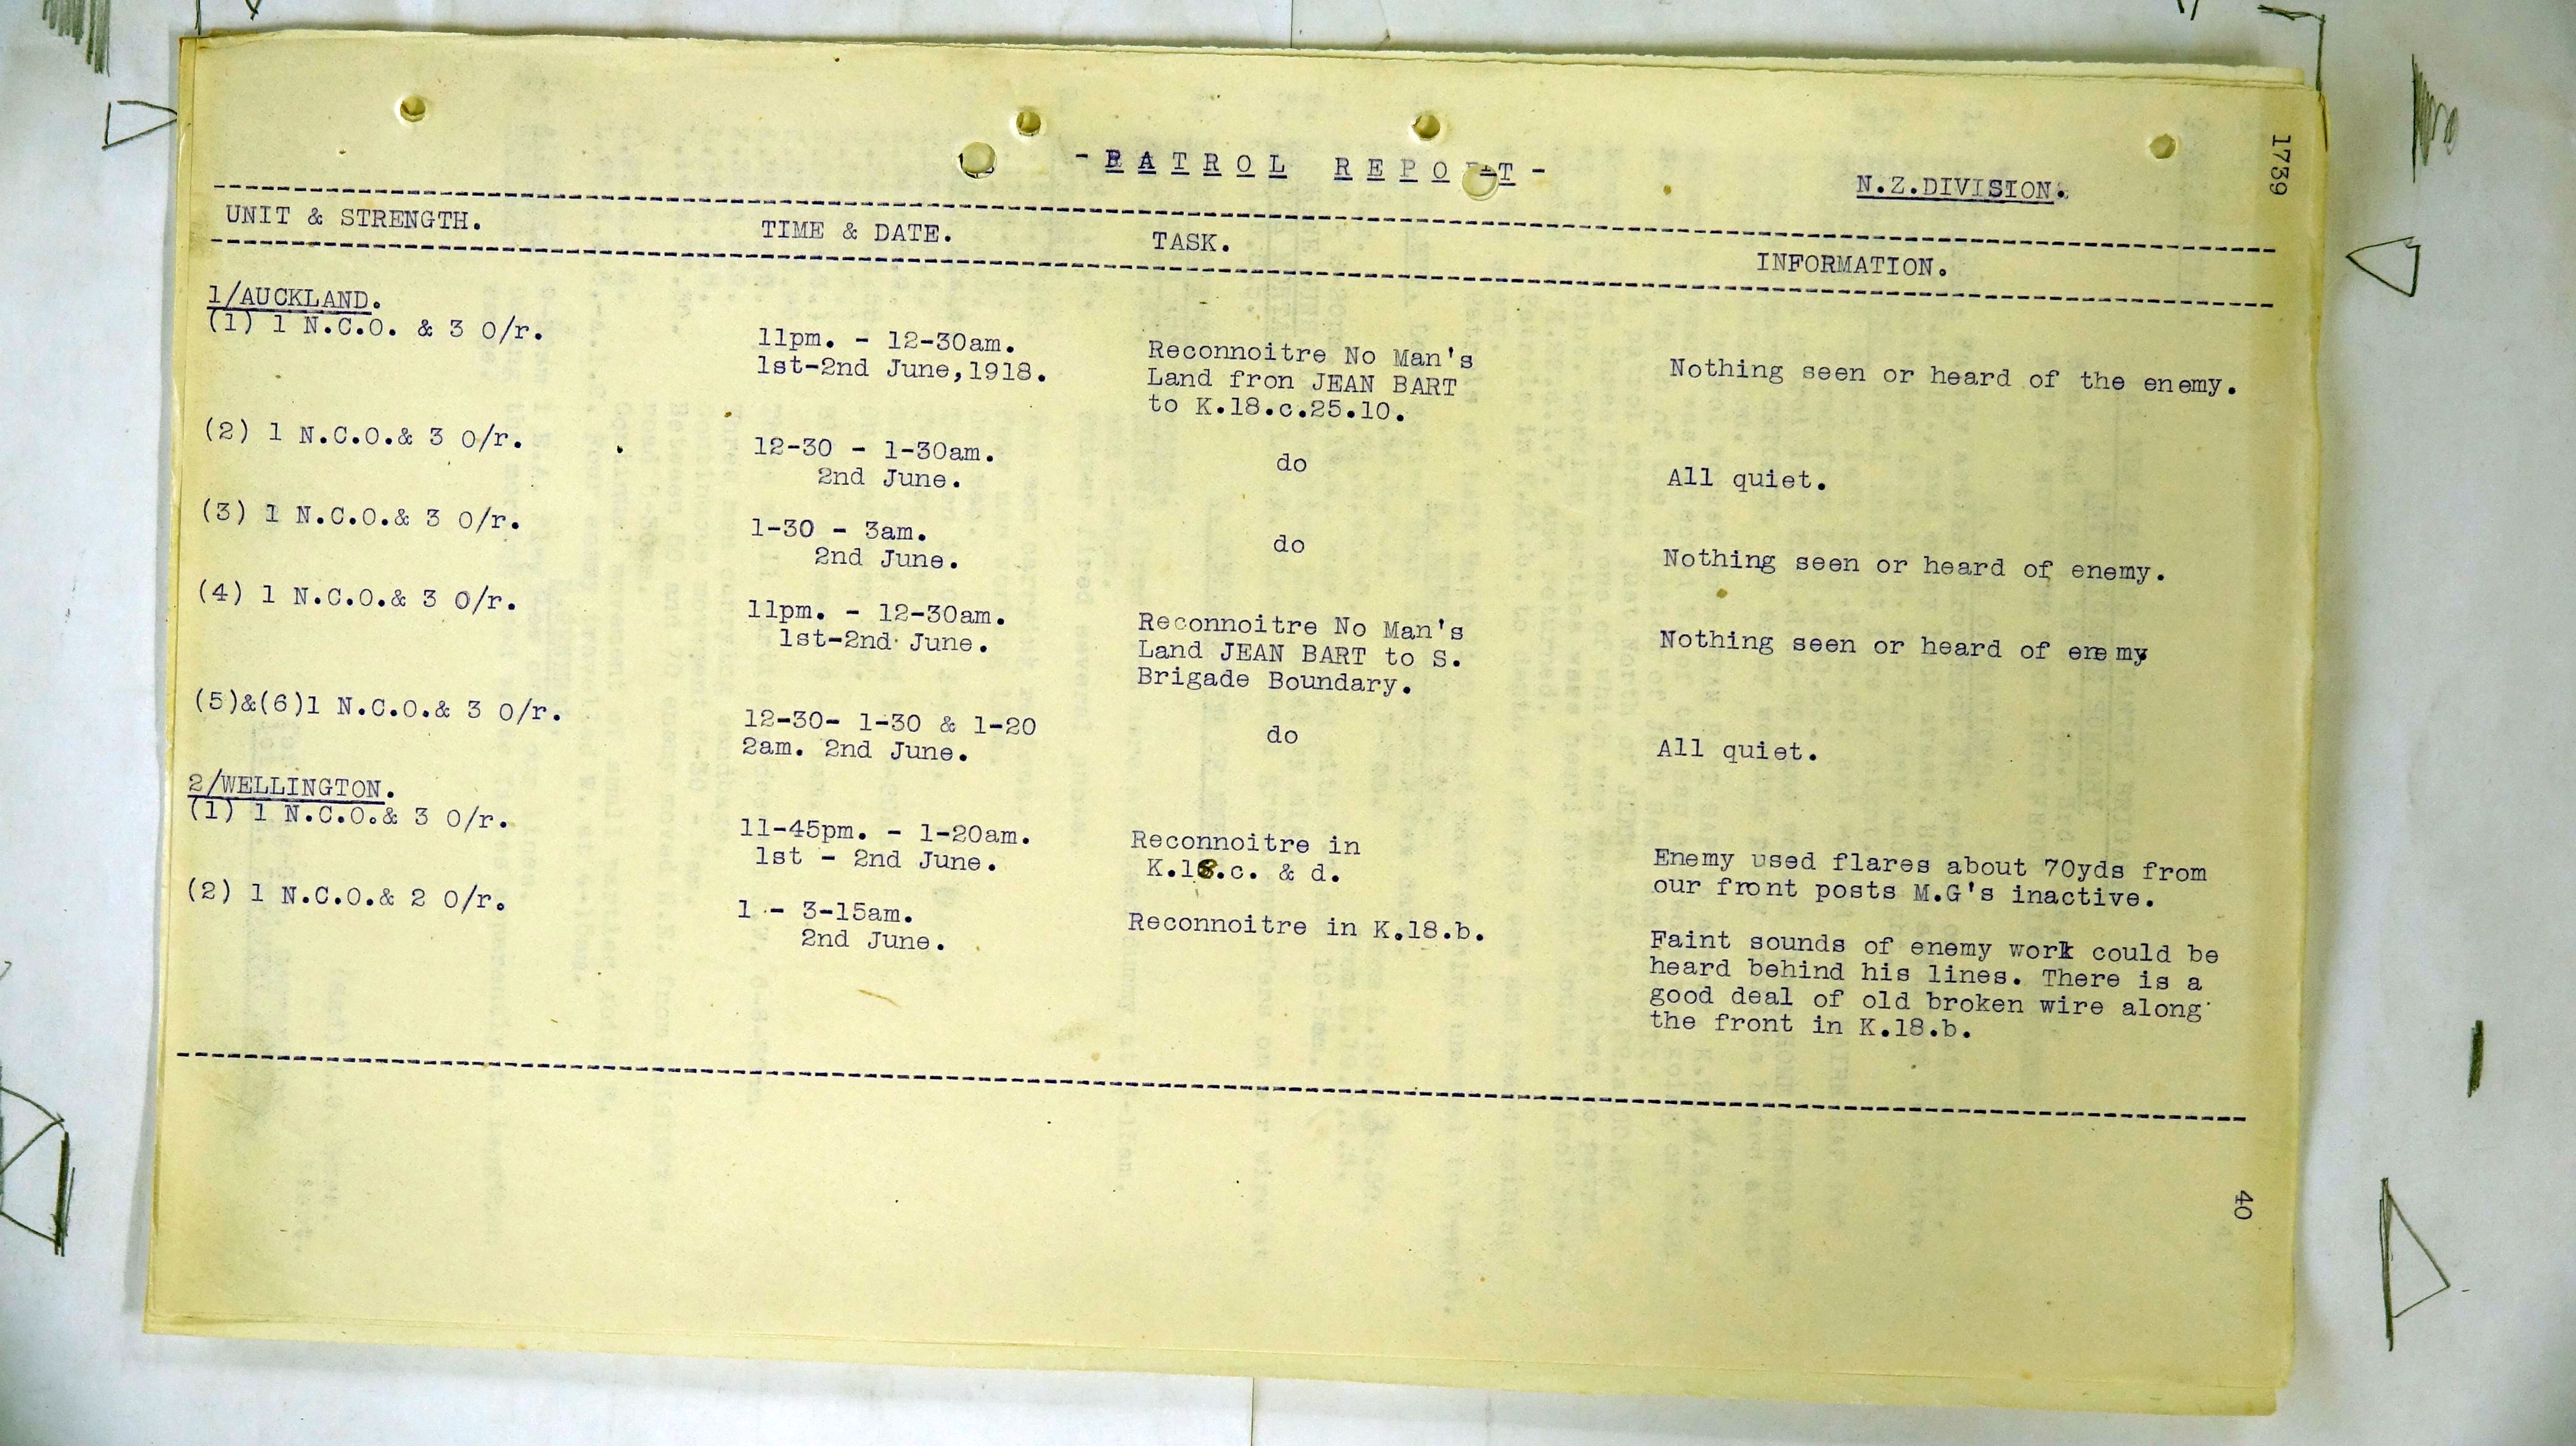 - P A T R O L  R E P O R T -
N.Z.DIVISION.
1739
UNIT & STRENGTH. TIME & DATE. TASK. INFORMATION.
1/AUCKLAND.
(1) 1 N.C.O. & 3 O/r.
11pm. - 12-30am.
1st-2nd June,1918.
Reconnoitre No Man's
Land fron JEAN BART
to K.18.c.25.10.
Nothing seen or heard of the enemy.
(2) 1 N.C.O.& 3 O/r.
12-30 - 1-30am.
2nd June.
do
All quiet.
(3) 1 N.C.O.& 3 O/r.
1-30 - 3am.
2nd June.
do
Nothing seen or heard of enemy.
(4) 1 N.C.O.& 3 O/r.
11pm. - 12-30am.
1st-2nd June.
Reconnoitre No Man's
Land JEAN BART to S.
Brigade Boundary.
Nothing seen or heard of enemy
(5)&(6)1 N.C.O.& 3 O/r.
12-30- 1-30 & 1-20
2am. 2nd June.
do
All quiet.
2/WELLINGTON.
(1) 1 N.C.O.& 3 O/r.
11-45pm. - 1-20am.
1st - 2nd June.
Reconnoitre in
K.18.c. & d.
Enemy used flares about 70yds from
our front posts M.G's inactive.
(2) 1 N.C.O.& 2 O/r.
1 - 3-15am.
2nd June.
Reconnoitre in K.18.b.
Faint sounds of enemy work could be
heard behind his lines. There is a
good deal of old broken wire along
the front in K.18.b.
40